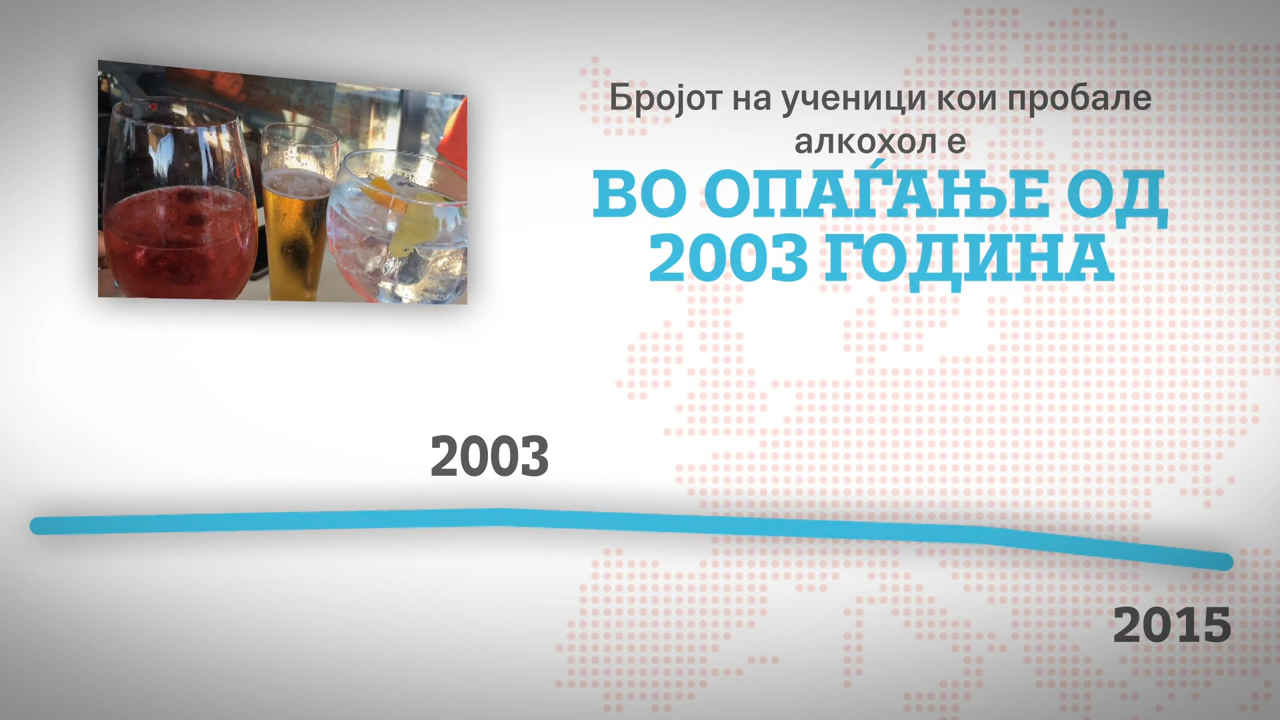 Бројот на ученици кои пробале
алкохол е
ВО ОПАЃАЊЕ ОД
2003 ГОДИНА
2003
2015